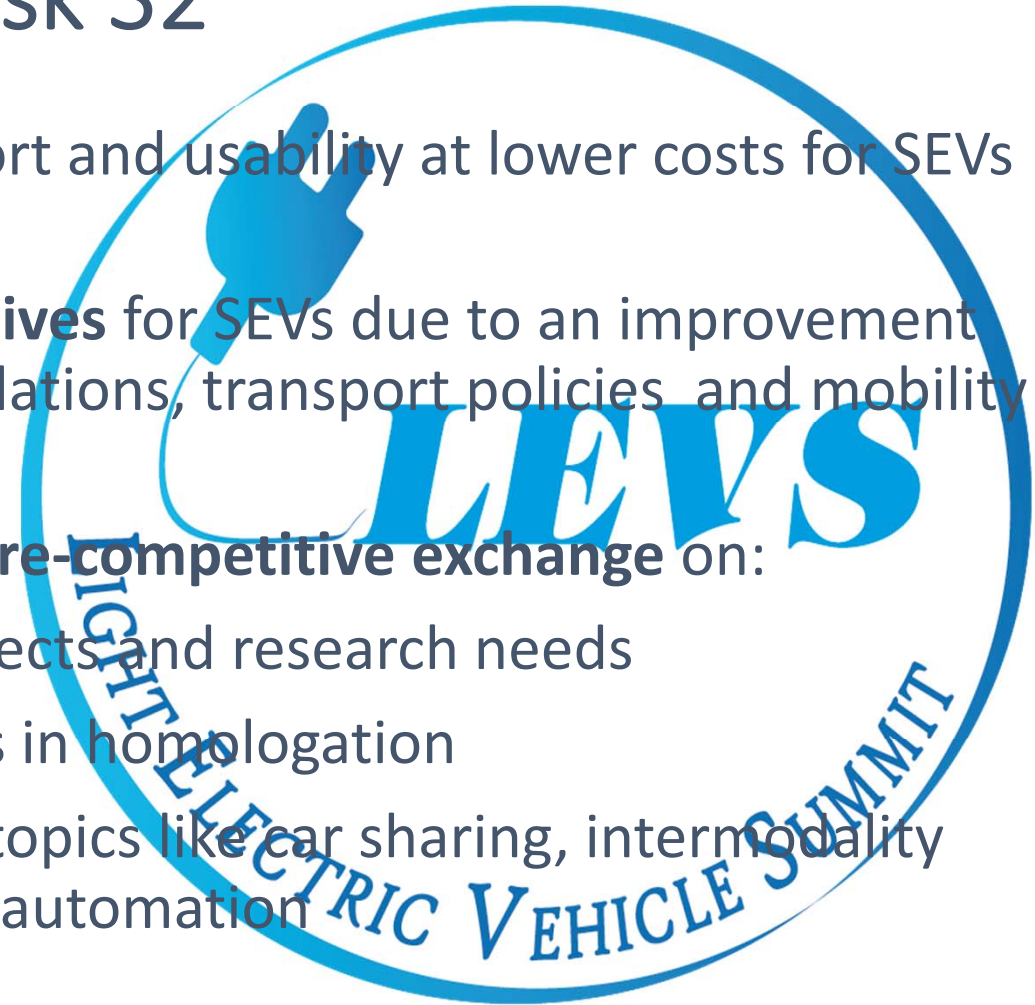 sk 32
ort and usability at lower costs for SEVs
ives for SEVs due to an improvement
lations, transport policies and mobility
LEVS
re-competitive exchange on:
ects and research needs
s in homologation
topics like car sharing, intermodality
automation
LIGHT ELECTRIC VEHICLE SUMMIT